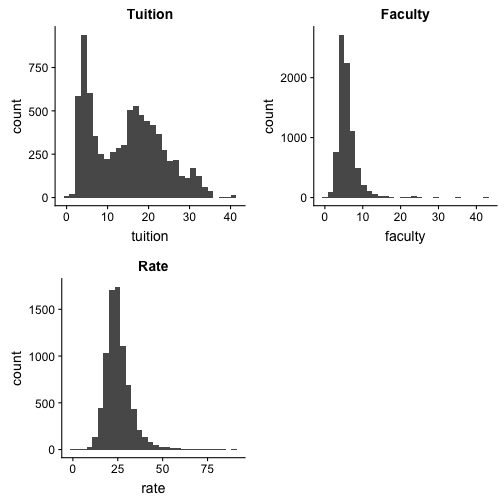 Tuition
count
750
500
250
0
0 10 20 30 40
tuition
Faculty
count
2000
1000
0
0 10 20 30 40
faculty
Rate
count
1500
1000
500
0
0 25 50 75
rate